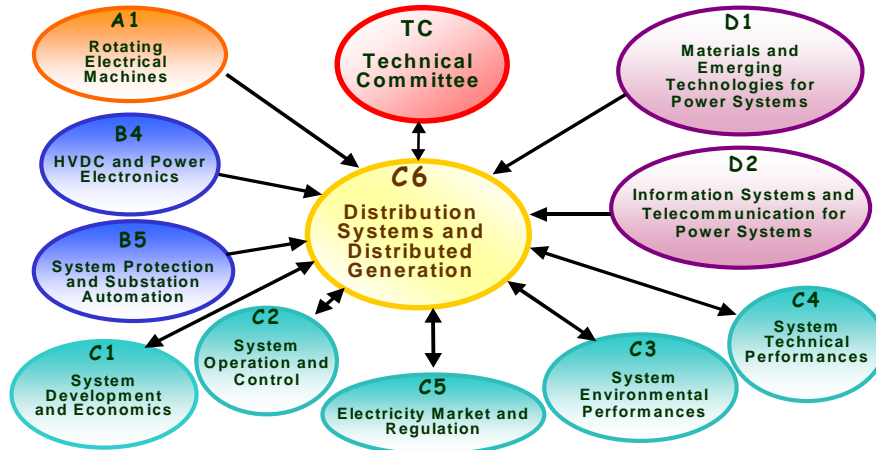 A1
Rotating
Electrical
Machines
TC
Technical
Committee
D1
Materials and
Emerging
Technologies for
Power Systems
B4
HVDC and Power
Electronics
C6
Distribution
Systems and
Distributed
Generation
D2
Information Systems and
Telecommunication for
Power Systems
B5
System Protection
and Substation
Automation
C1
System
Development
and Economics
C2
System
Operation and
Control
C5
Electricity Market and
Regulation
C3
System
Environmental
Performances
C4
System
Technical
Performances